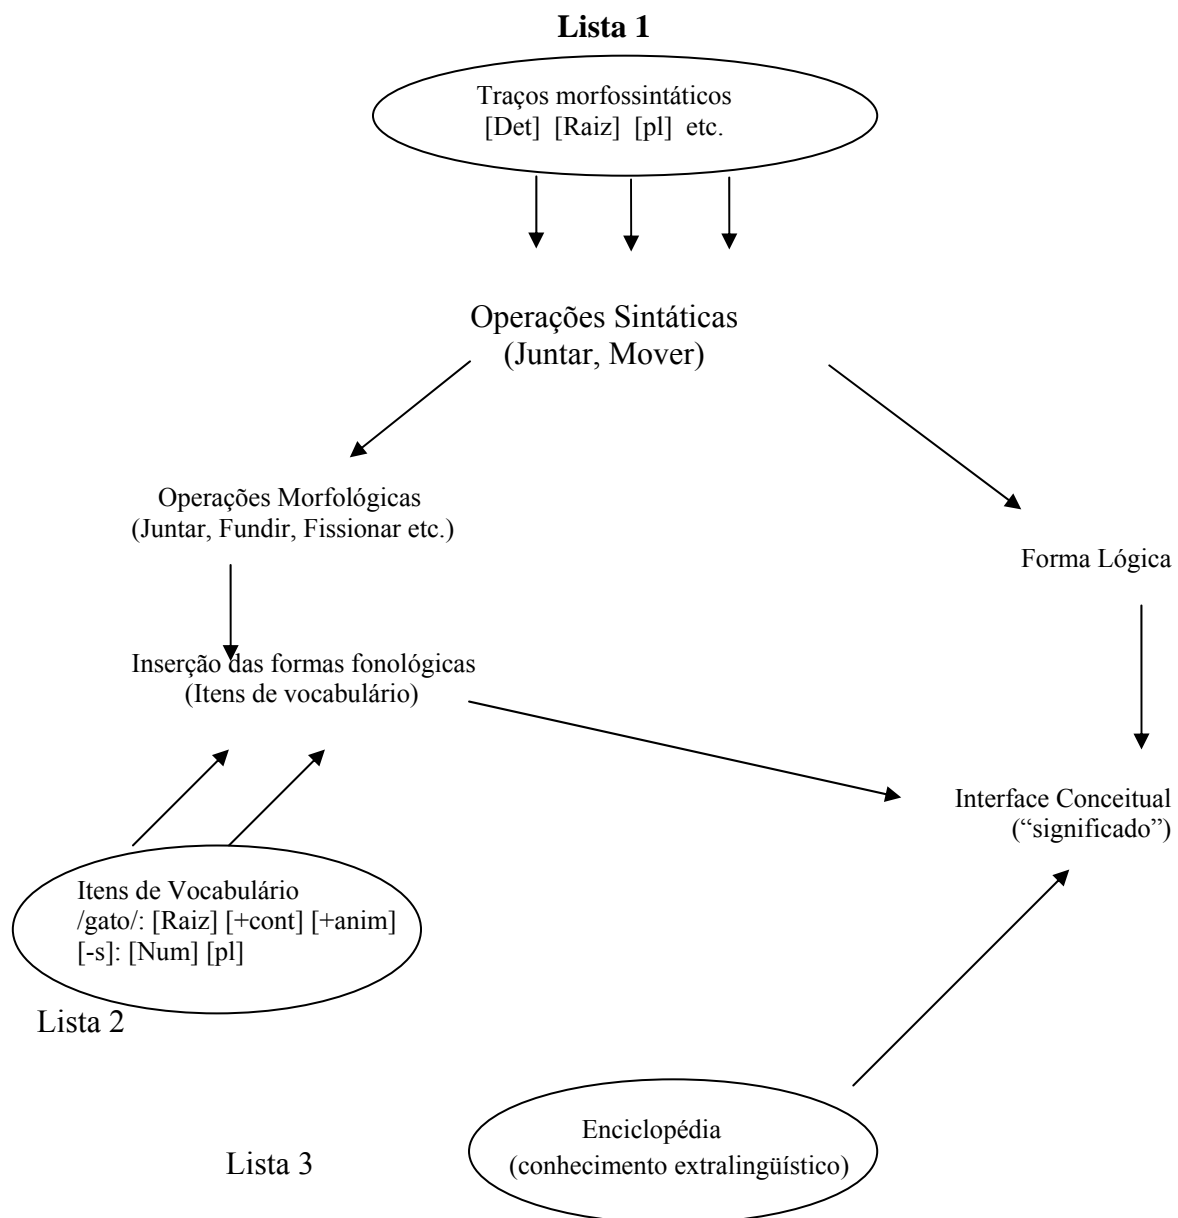 Lista 1
Traços morfossintáticos
[Det] [Raiz] [pl] etc.
Operações Sintáticas
(Juntar, Mover)
Operações Morfológicas
(Juntar, Fundir, Fissionar etc.)
Forma Lógica
Inserção das formas fonológicas
(Itens de vocabulário)
Interface Conceitual
(“significado”)
Itens de Vocabulário
/gato/: [Raiz] [+cont] [+anim]
[-s]: [Num] [pl]
Lista 2
Enciclopédia
(conhecimento extralingüístico)
Lista 3